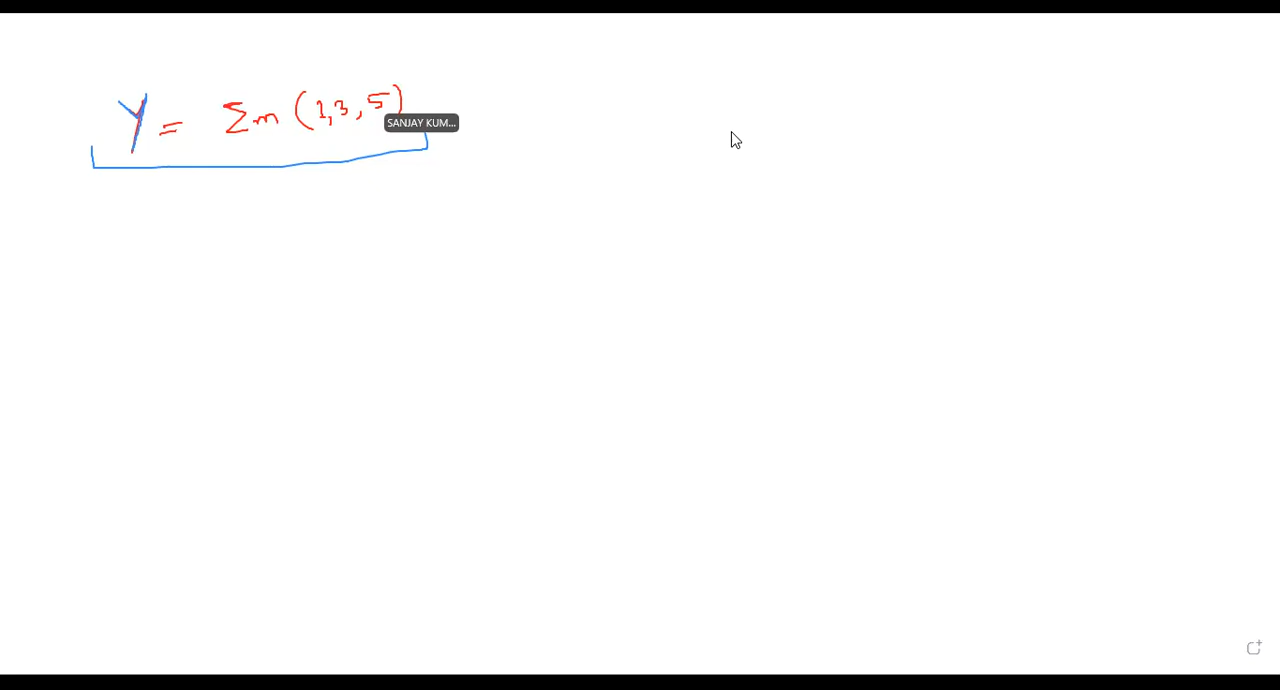 Y = Σm (1,3,5)
SANJAY KUM...